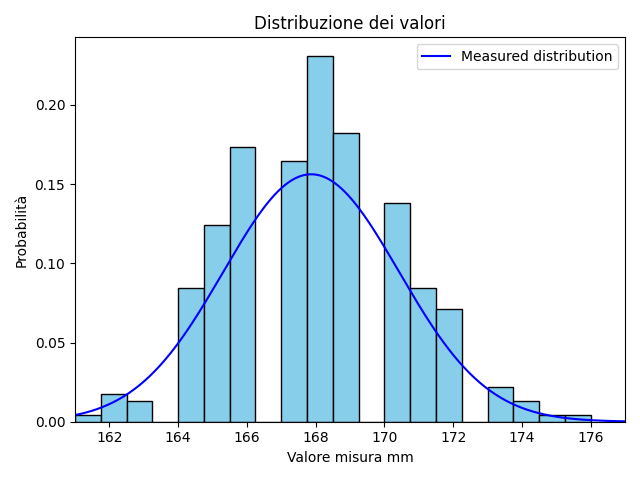 Distribuzione dei valori
Measured distribution
Probabilità
0.20
0.15
0.10
0.05
0.00
162 164 166 168 170 172 174 176
Valore misura mm